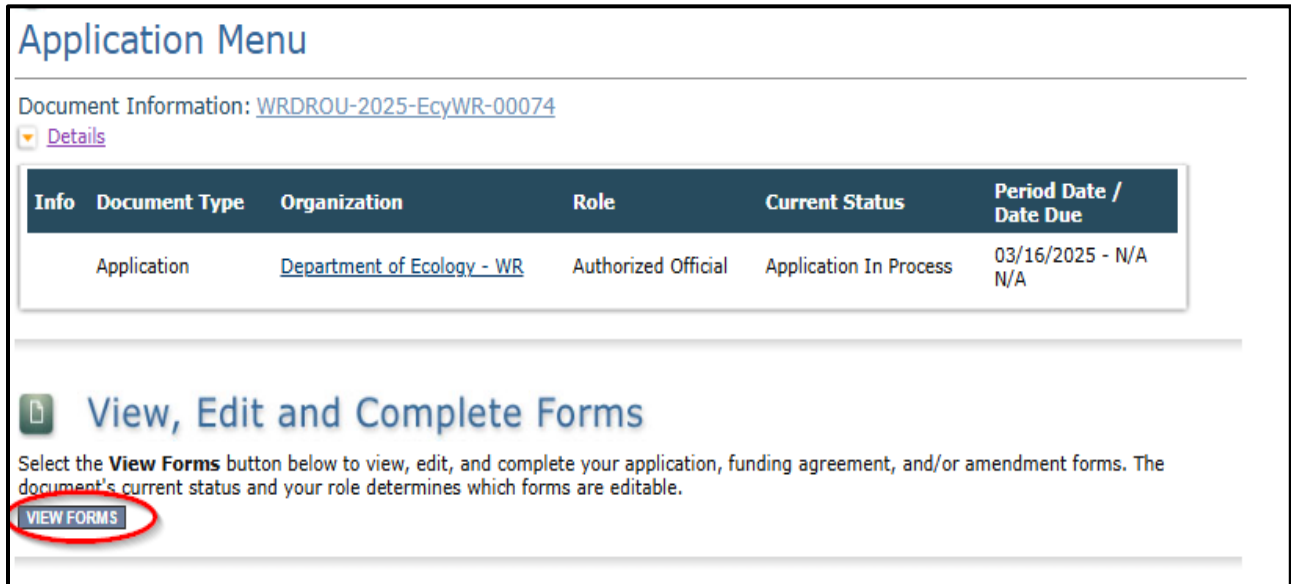 Application Menu
Document Information: WRDROU-2025-EcyWR-00074
Details
Info Document Type Organization Role Current Status Period Date / Date Due
Application Department of Ecology - WR Authorized Official Application In Process 03/16/2025 - N/A N/A
View, Edit and Complete Forms
Select the View Forms button below to view, edit, and complete your application, funding agreement, and/or amendment forms. The
document's current status and your role determines which forms are editable.
VIEW FORMS